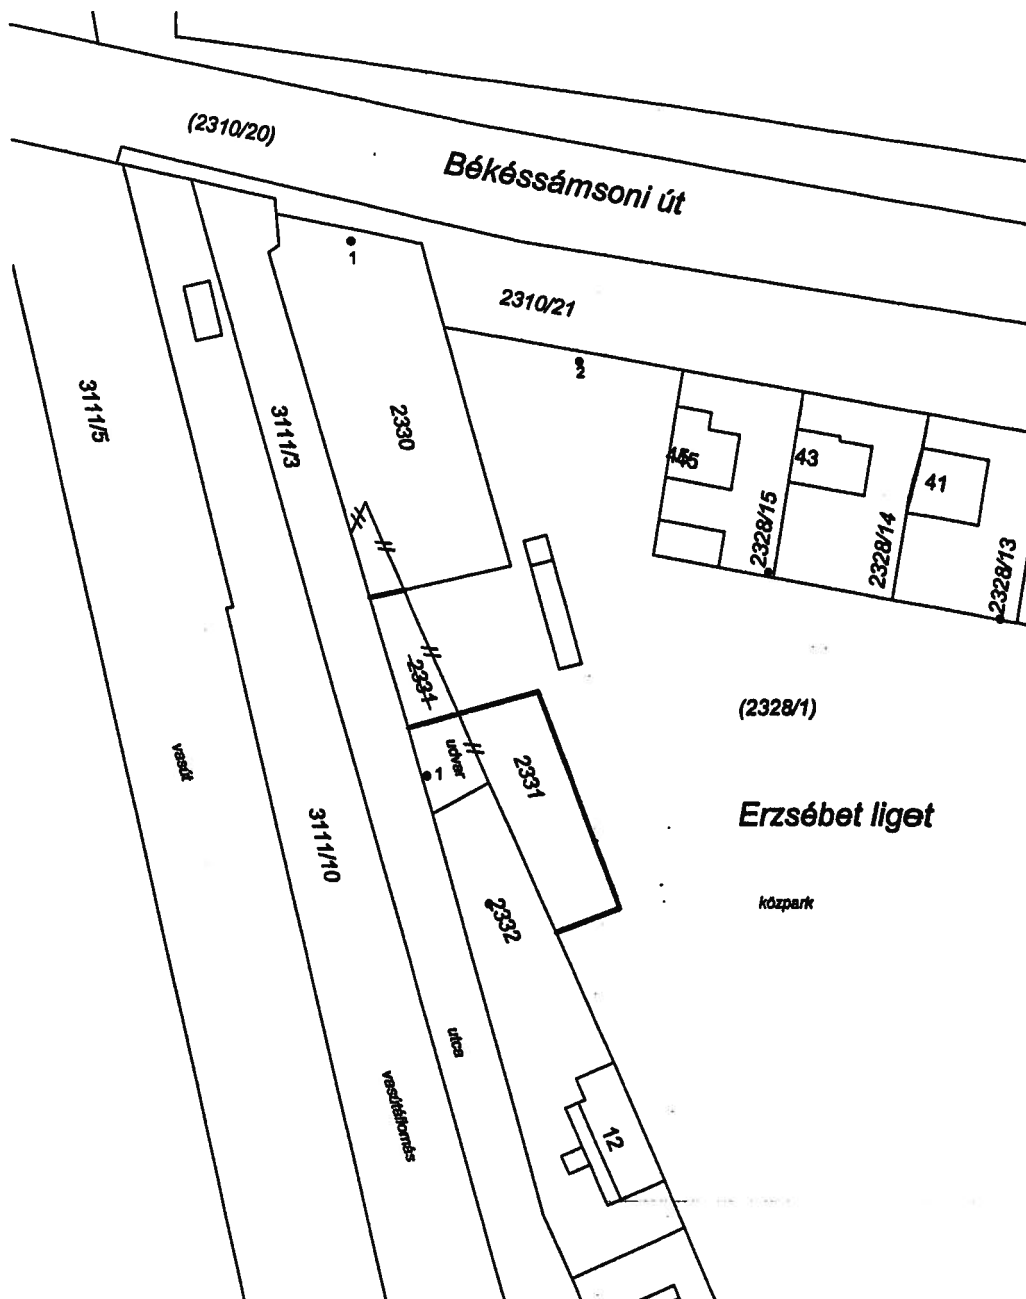 (2310/20)
Békéssámsoni út
1
2310/21
2
3111/5
3111/3
2330
45
43
41
2328/15
2328/14
2328/13
2331
(2328/1)
vasút
udvar
1
2331
3111/10
Erzsébet liget
közpark
2332
utca
vasútállomás
12